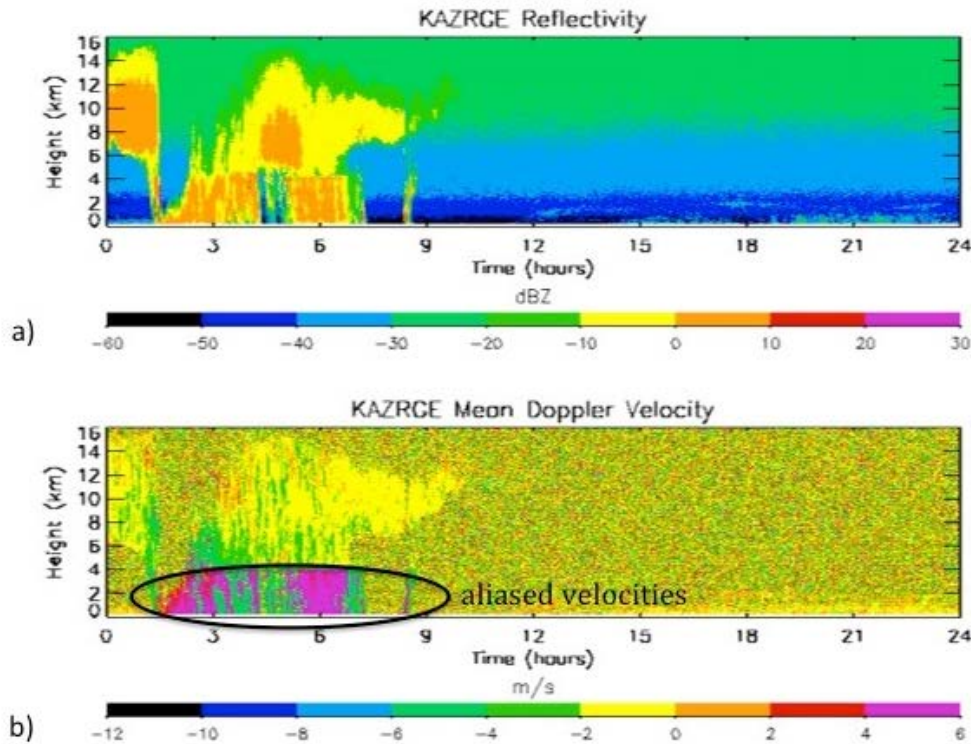 KAZRGE Reflectivity
16
14
12
10
8
6
4
2
0
Height (km)
0 3 6 9 12 15 18 21 24
Time (hours)
dBZ
a)
-60 -50 -40 -30 -20 -10 0 10 20 30
KAZRGE Mean Doppler Velocity
16
14
12
10
8
6
4
2
0
Height (km)
aliased velocities
0 3 6 9 12 15 18 21 24
Time (hours)
m/s
b)
-12 -10 -8 -6 -4 -2 0 2 4 6